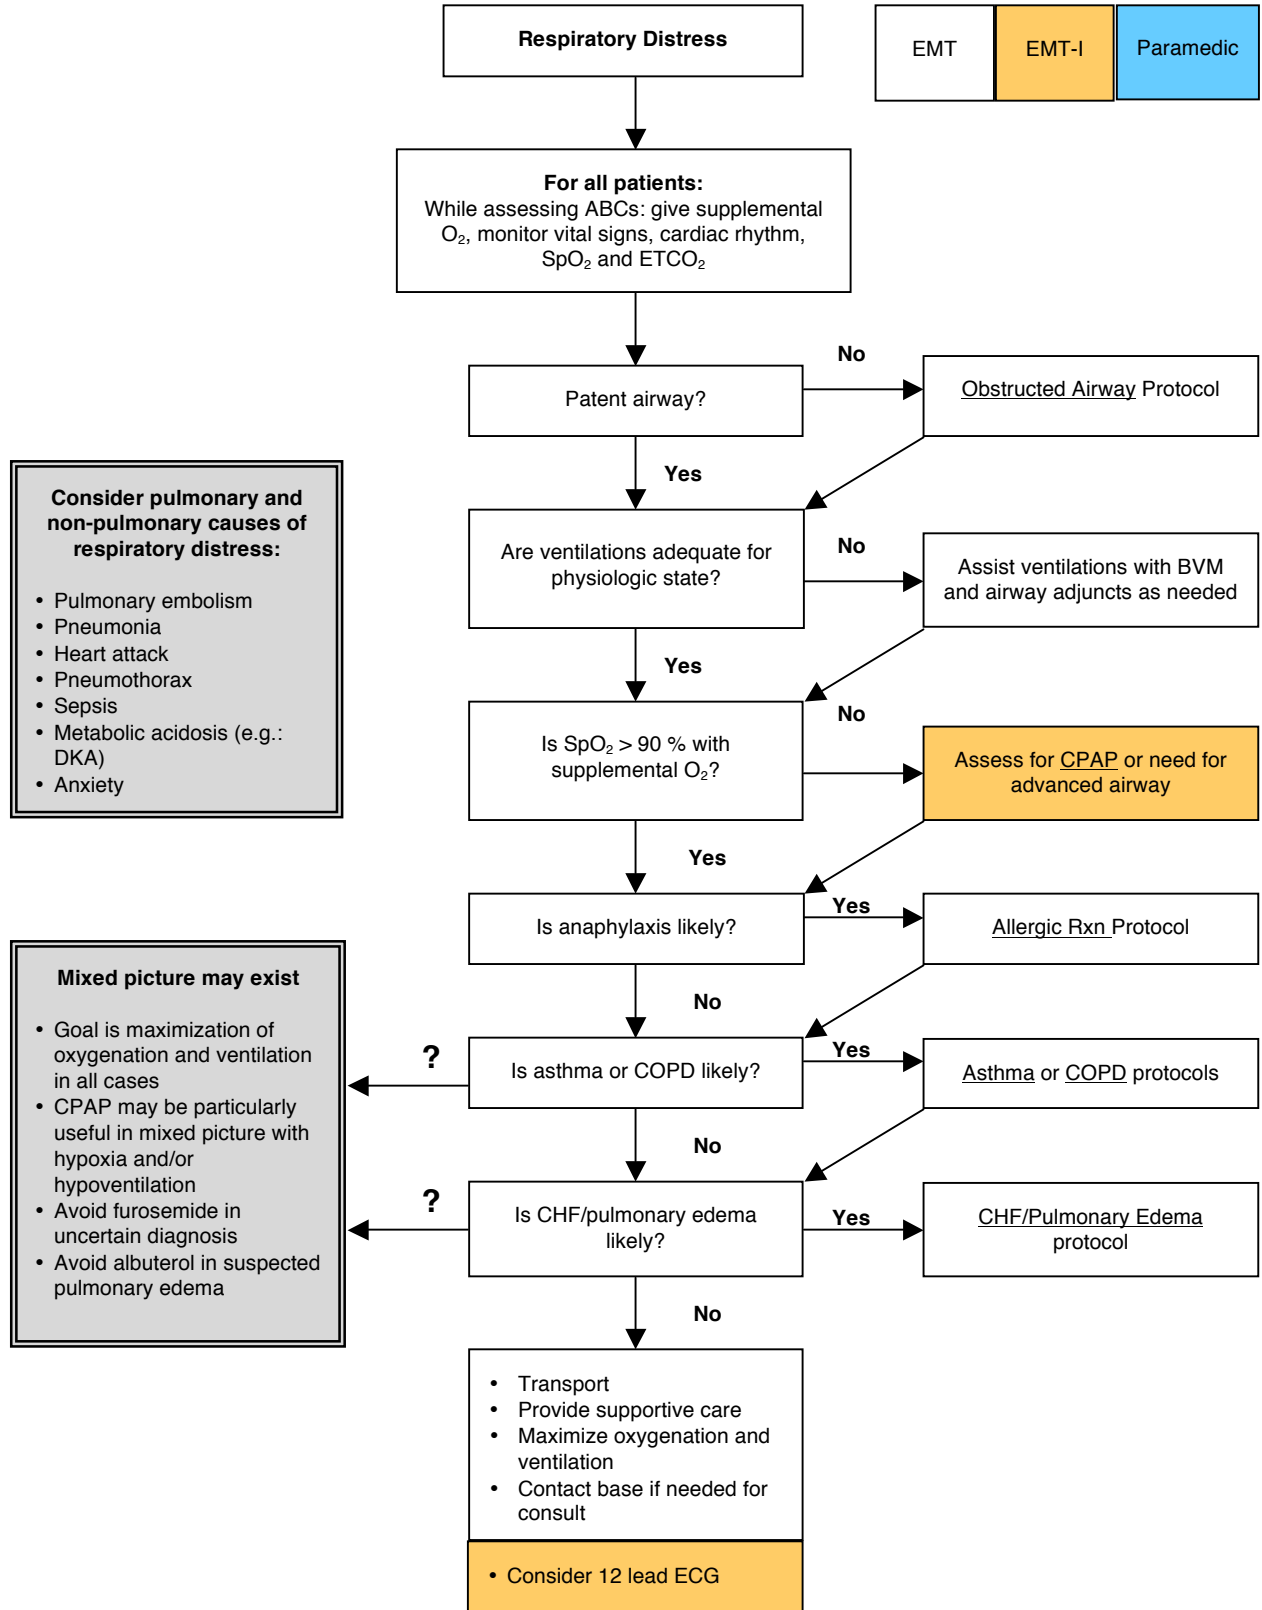 Respiratory Distress
EMT
EMT-I
Paramedic
For all patients:
While assessing ABCs: give supplemental
O₂, monitor vital signs, cardiac rhythm,
SpO₂ and ETCO₂
Patent airway?
No
Obstructed Airway Protocol
Yes
Consider pulmonary and
non-pulmonary causes of
respiratory distress:
• Pulmonary embolism
• Pneumonia
• Heart attack
• Pneumothorax
• Sepsis
• Metabolic acidosis (e.g.:
DKA)
• Anxiety
Are ventilations adequate for
physiologic state?
No
Assist ventilations with BVM
and airway adjuncts as needed
Yes
Is SpO₂ > 90 % with
supplemental O₂?
No
Assess for CPAP or need for
advanced airway
Yes
Is anaphylaxis likely?
Yes
Allergic Rxn Protocol
No
Mixed picture may exist
• Goal is maximization of
oxygenation and ventilation
in all cases
• CPAP may be particularly
useful in mixed picture with
hypoxia and/or
hypoventilation
• Avoid furosemide in
uncertain diagnosis
• Avoid albuterol in suspected
pulmonary edema
?
Is asthma or COPD likely?
Yes
Asthma or COPD protocols
No
?
Is CHF/pulmonary edema
likely?
Yes
CHF/Pulmonary Edema
protocol
No
• Transport
• Provide supportive care
• Maximize oxygenation and
ventilation
• Contact base if needed for
consult
• Consider 12 lead ECG